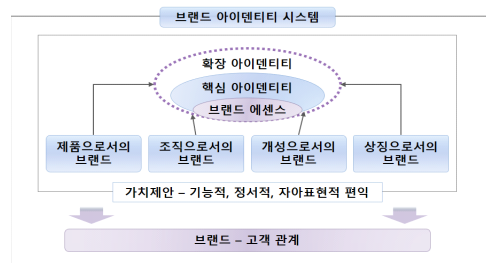 브랜드 아이덴티티 시스템
확장 아이덴티티
핵심 아이덴티티
브랜드 에센스
제품으로서의
브랜드
조직으로서의
브랜드
개성으로서의
브랜드
상징으로서의
브랜드
가치제안 – 기능적, 정서적, 자아표현적 편익
브랜드 – 고객 관계